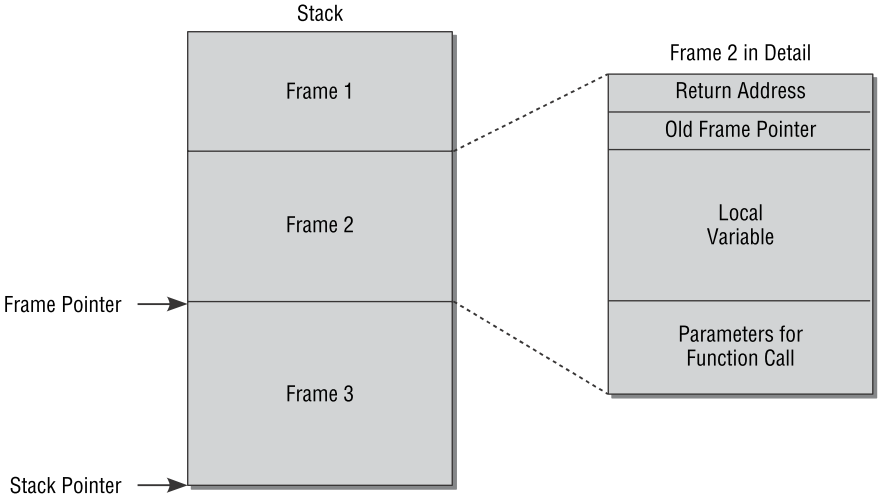 Stack
Frame 1
Frame 2
Frame 3
Frame Pointer
Stack Pointer
Frame 2 in Detail
Return Address
Old Frame Pointer
Local
Variable
Parameters for
Function Call